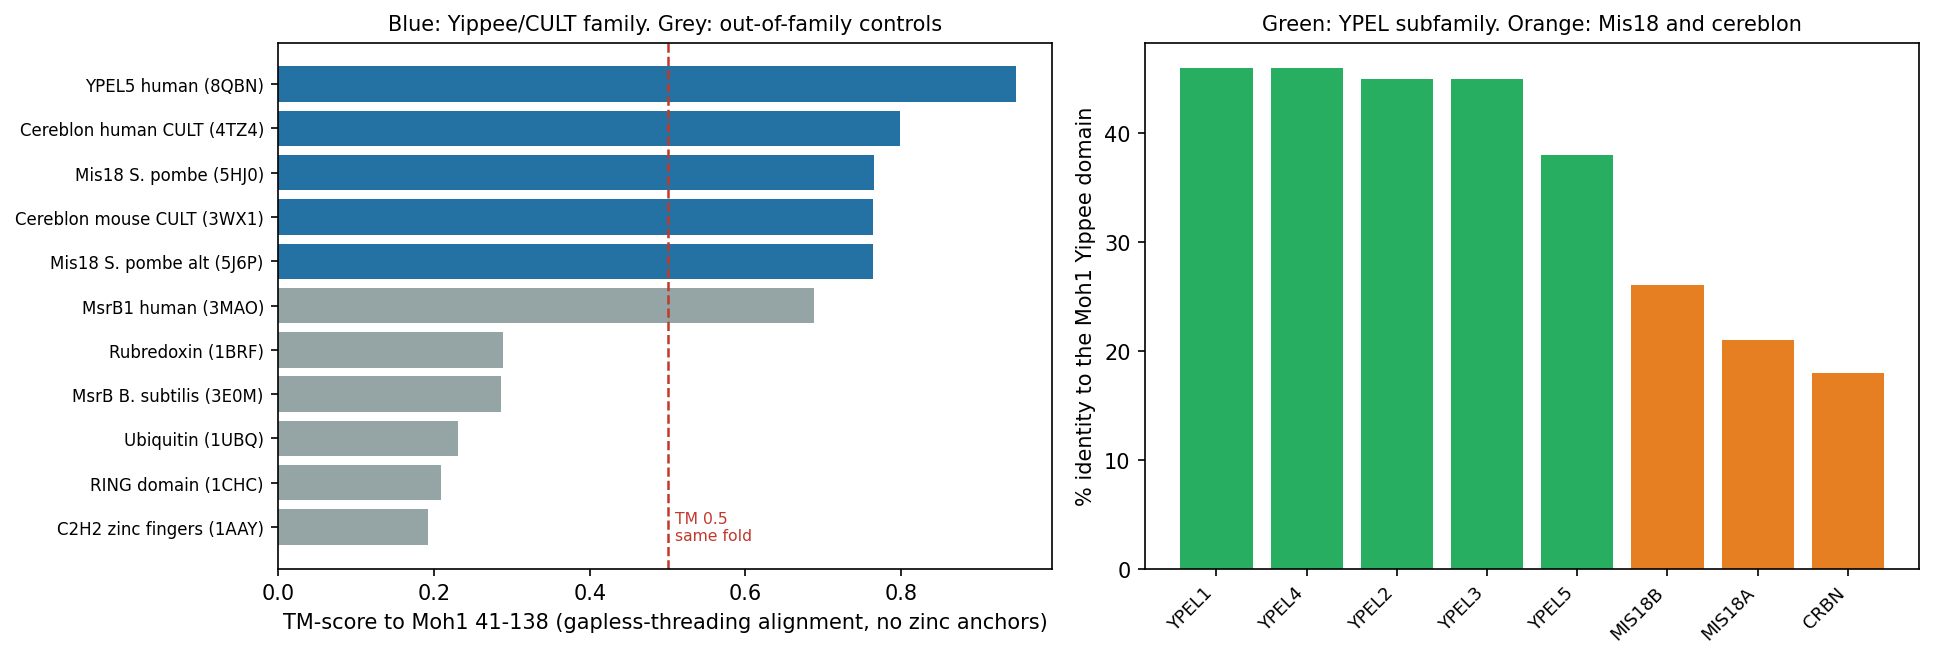 Blue: Yippee/CULT family. Grey: out-of-family controls
YPEL5 human (8QBN)
Cereblon human CULT (4TZ4)
Mis18 S. pombe (5HJ0)
Cereblon mouse CULT (3WX1)
Mis18 S. pombe alt (5J6P)
MsrB1 human (3MAO)
Rubredoxin (1BRF)
MsrB B. subtilis (3E0M)
Ubiquitin (1UBQ)
RING domain (1CHC)
C2H2 zinc fingers (1AAY)
TM 0.5
same fold
0.0 0.2 0.4 0.6 0.8
TM-score to Moh1 41-138 (gapless-threading alignment, no zinc anchors)
Green: YPEL subfamily. Orange: Mis18 and cereblon
% identity to the Moh1 Yippee domain
40
30
20
10
0
YPEL1 YPEL4 YPEL2 YPEL3 YPEL5 MIS18B MIS18A CRBN